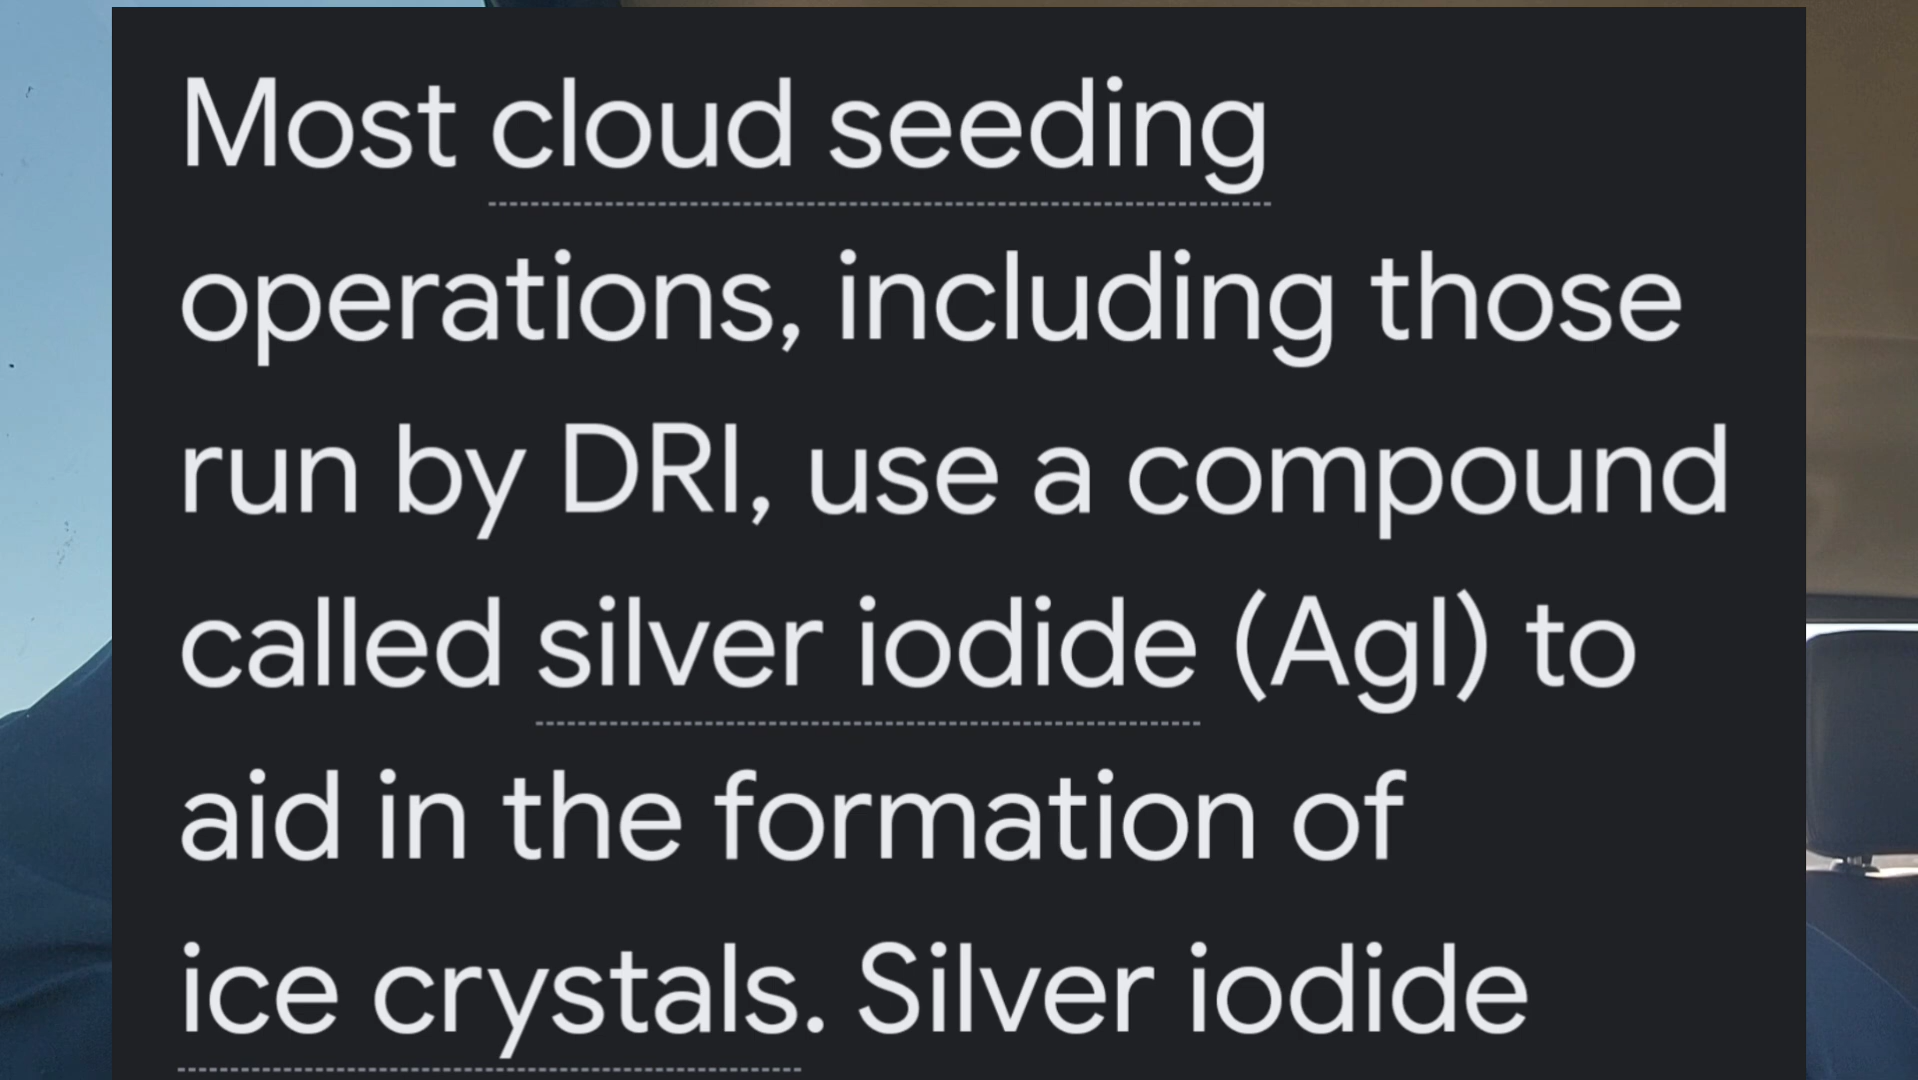 Most cloud seeding
operations, including those
run by DRI, use a compound
called silver iodide (AgI) to
aid in the formation of
ice crystals. Silver iodide